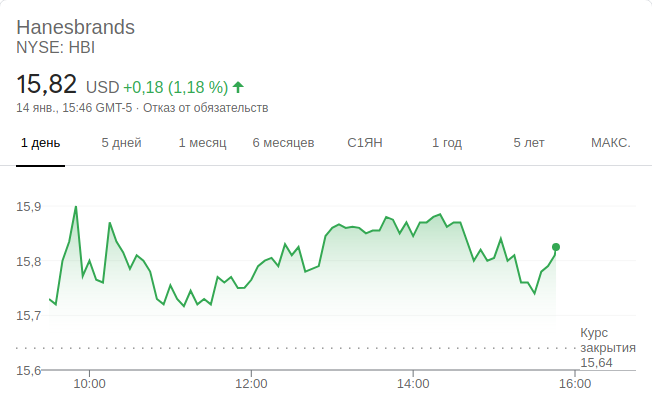 Hanesbrands
NYSE: HBI
15,82 USD +0,18 (1,18 %)
14 янв., 15:46 GMT-5 · Отказ от обязательств
1 день 5 дней 1 месяц 6 месяцев С1ЯН 1 год 5 лет МАКС.
15,9
15,8
15,7
Курс
закрытия
15,64
15,6
10:00 12:00 14:00 16:00